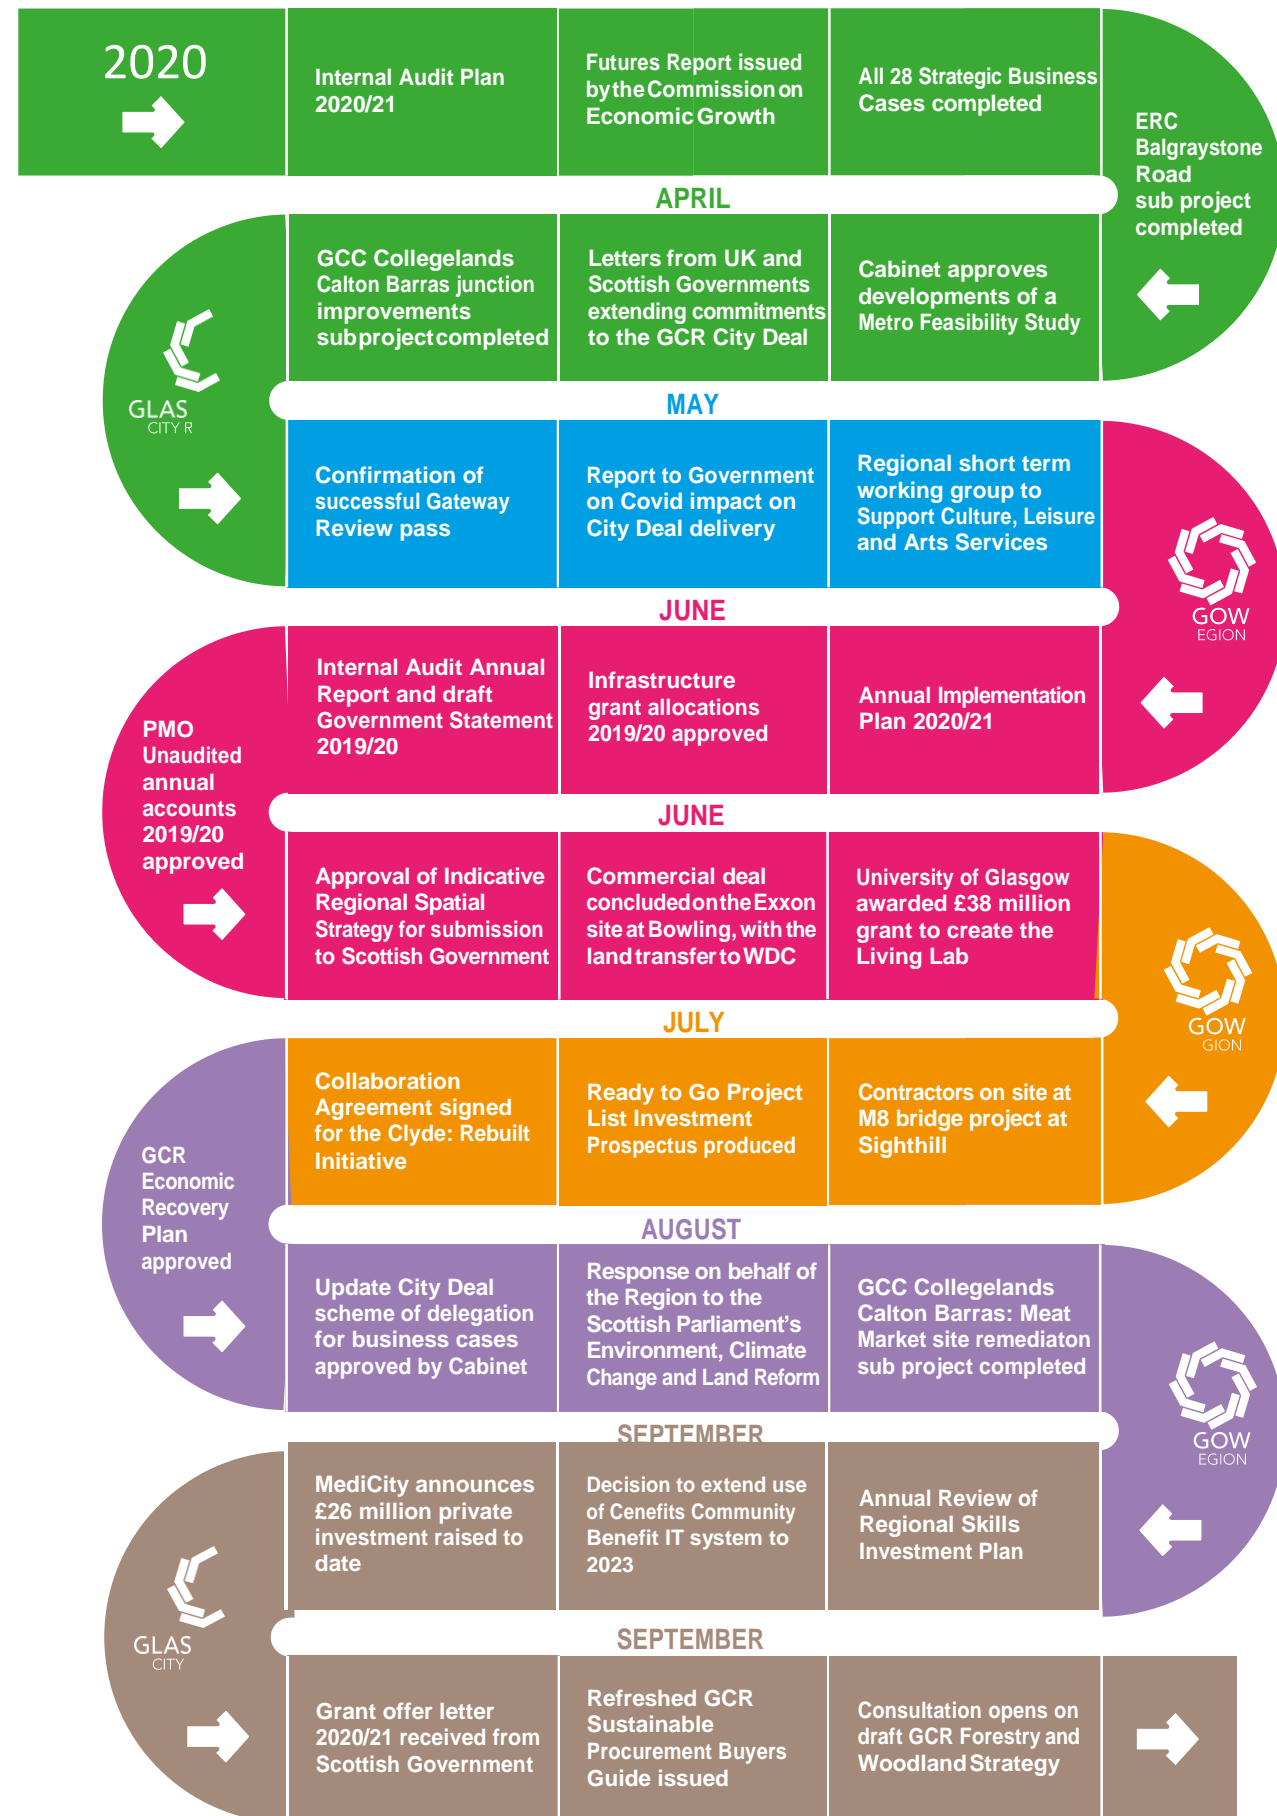 2020
Internal Audit Plan
2020/21
Futures Report issued
by the Commission on
Economic Growth
All 28 Strategic Business
Cases completed
ERC
Balgraystone
Road
sub project
completed
APRIL
GCC Collegelands
Calton Barras junction
improvements
sub project completed
Letters from UK and
Scottish Governments
extending commitments
to the GCR City Deal
Cabinet approves
developments of a
Metro Feasibility Study
GLAS
CITY R
MAY
Confirmation of
successful Gateway
Review pass
Report to Government
on Covid impact on
City Deal delivery
Regional short term
working group to
Support Culture, Leisure
and Arts Services
GOW
EGION
JUNE
PMO
Unaudited
annual
accounts
2019/20
approved
Internal Audit Annual
Report and draft
Government Statement
2019/20
Infrastructure
grant allocations
2019/20 approved
Annual Implementation
Plan 2020/21
JUNE
Approval of Indicative
Regional Spatial
Strategy for submission
to Scottish Government
Commercial deal
concluded on the Exxon
site at Bowling, with the
land transfer to WDC
University of Glasgow
awarded £38 million
grant to create the
Living Lab
GOW
GION
JULY
Collaboration
Agreement signed
for the Clyde: Rebuilt
Initiative
Ready to Go Project
List Investment
Prospectus produced
Contractors on site at
M8 bridge project at
Sighthill
GCR
Economic
Recovery
Plan
approved
AUGUST
Update City Deal
scheme of delegation
for business cases
approved by Cabinet
Response on behalf of
the Region to the
Scottish Parliament's
Environment, Climate
Change and Land Reform
GCC Collegelands
Calton Barras: Meat
Market site remediaton
sub project completed
GOW
EGION
SEPTEMBER
MediCity announces
£26 million private
investment raised to
date
Decision to extend use
of Cenefits Community
Benefit IT system to
2023
Annual Review of
Regional Skills
Investment Plan
GLAS
CITY
SEPTEMBER
Grant offer letter
2020/21 received from
Scottish Government
Refreshed GCR
Sustainable
Procurement Buyers
Guide issued
Consultation opens on
draft GCR Forestry and
Woodland Strategy